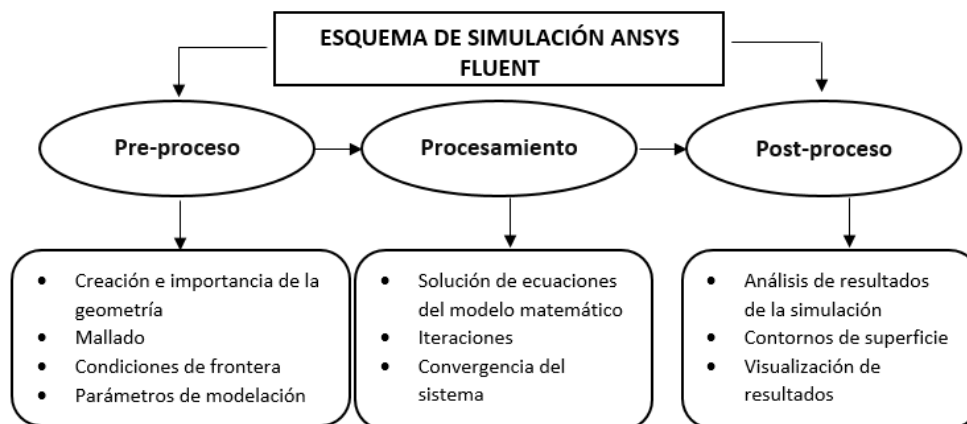 ESQUEMA DE SIMULACIÓN ANSYS
FLUENT
Pre-proceso
Procesamiento
Post-proceso
• Creación e importancia de la
geometría
• Mallado
• Condiciones de frontera
• Parámetros de modelación
• Solución de ecuaciones
del modelo matemático
• Iteraciones
• Convergencia del
sistema
• Análisis de resultados
de la simulación
• Contornos de superficie
• Visualización de
resultados